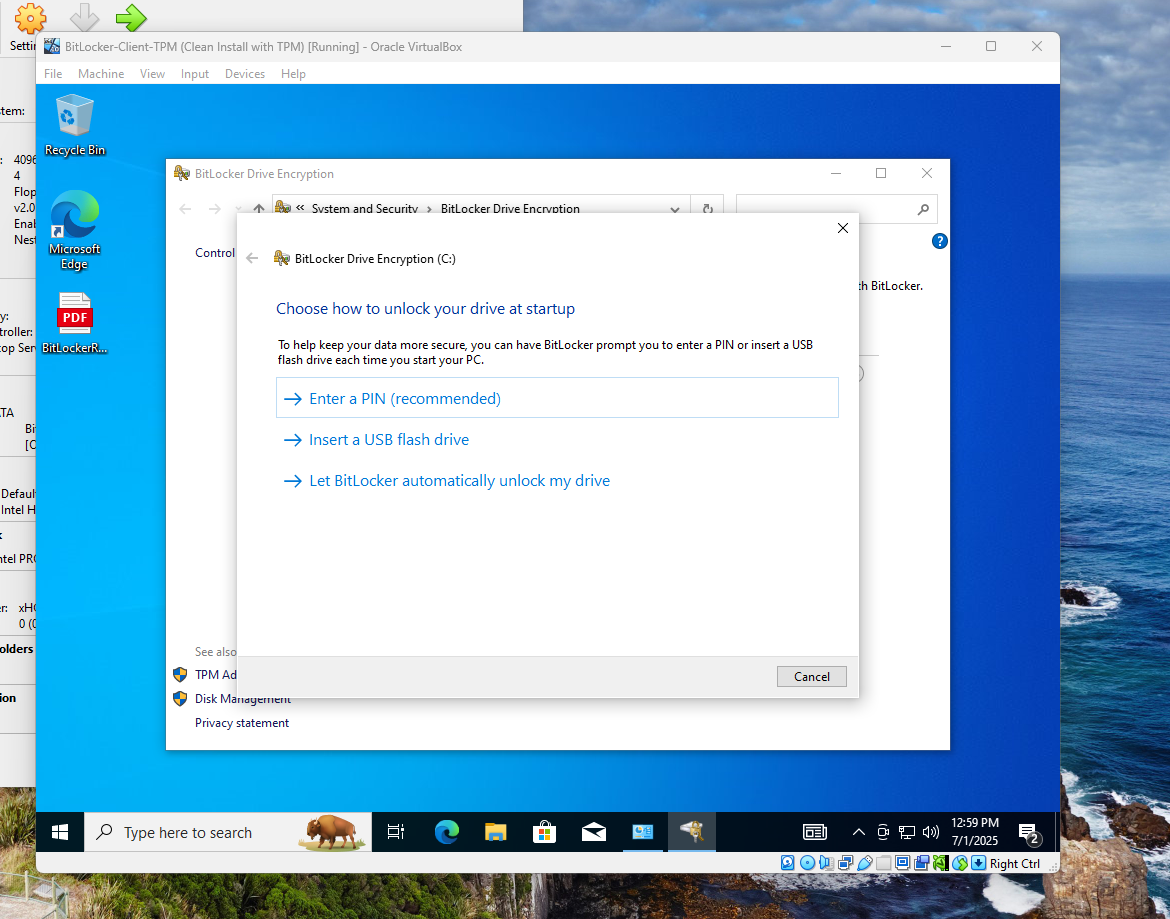 Settin
BitLocker-Client-TPM (Clean Install with TPM) [Running] - Oracle VirtualBox
File Machine View Input Devices Help
stem:
4096
4
Flop
v2.0
Enab
Nest
Recycle Bin
Microsoft
Edge
PDF
BitLockerR...
BitLocker Drive Encryption
« System and Security › BitLocker Drive Encryption
Control
?
th BitLocker.
BitLocker Drive Encryption (C:)
Choose how to unlock your drive at startup
To help keep your data more secure, you can have BitLocker prompt you to enter a PIN or insert a USB
flash drive each time you start your PC.
Enter a PIN (recommended)
Insert a USB flash drive
Let BitLocker automatically unlock my drive
Cancel
See also
TPM Ad
Disk Management
Privacy statement
y:
troller:
top Serv
TA
Bi
[O
Default
Intel H
k
ntel PRO
er: xHC
0 (0
olders
ion
Type here to search
12:59 PM
7/1/2025
2
Right Ctrl